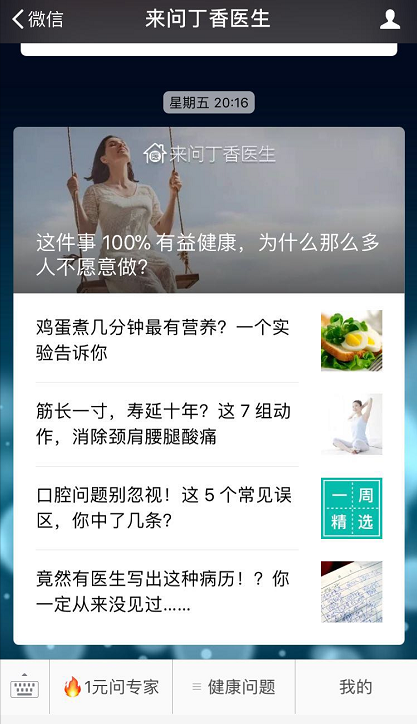 微信
来问丁香医生
星期五 20:16
来问丁香医生
这件事 100% 有益健康，为什么那么多
人不愿意做？
鸡蛋煮几分钟最有营养？一个实
验告诉你
筋长一寸，寿延十年？这 7 组动
作，消除颈肩腰腿酸痛
口腔问题别忽视！这 5 个常见误
区，你中了几条？
一周
精选
竟然有医生写出这种病历！？你
一定从来没见过……
1元问专家
健康问题
我的